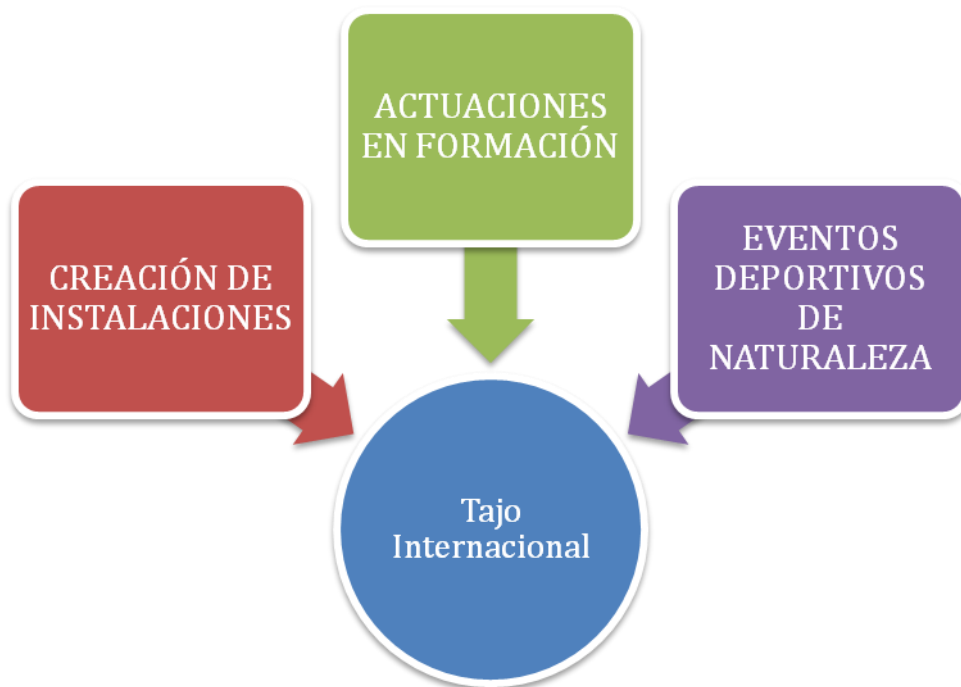 ACTUACIONES
EN FORMACIÓN
CREACIÓN DE
INSTALACIONES
EVENTOS
DEPORTIVOS
DE
NATURALEZA
Tajo
Internacional